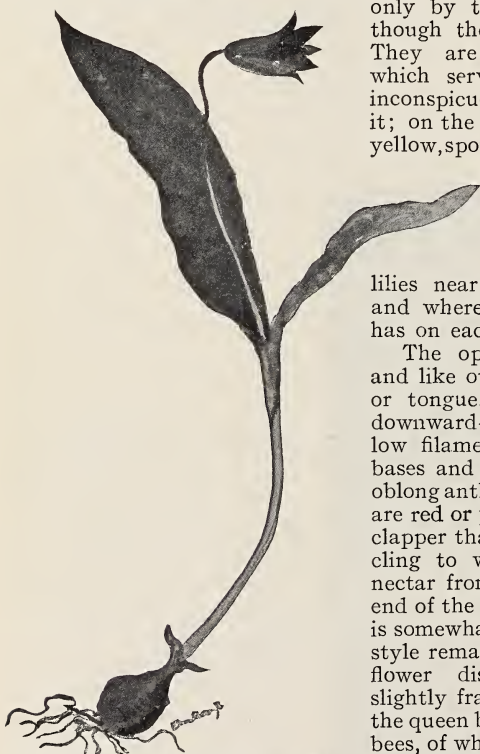 only by t
though the
They are
which serv
inconspicu
it; on the
yellow, spo
lilies near
and where
has on eac
The op
and like o
or tongue
downward-
low filame
bases and
oblong anth
are red or
clapper tha
cling to w
nectar fron
end of the
is somewha
style rema
flower dis
slightly fra
the queen b
bees, of wh